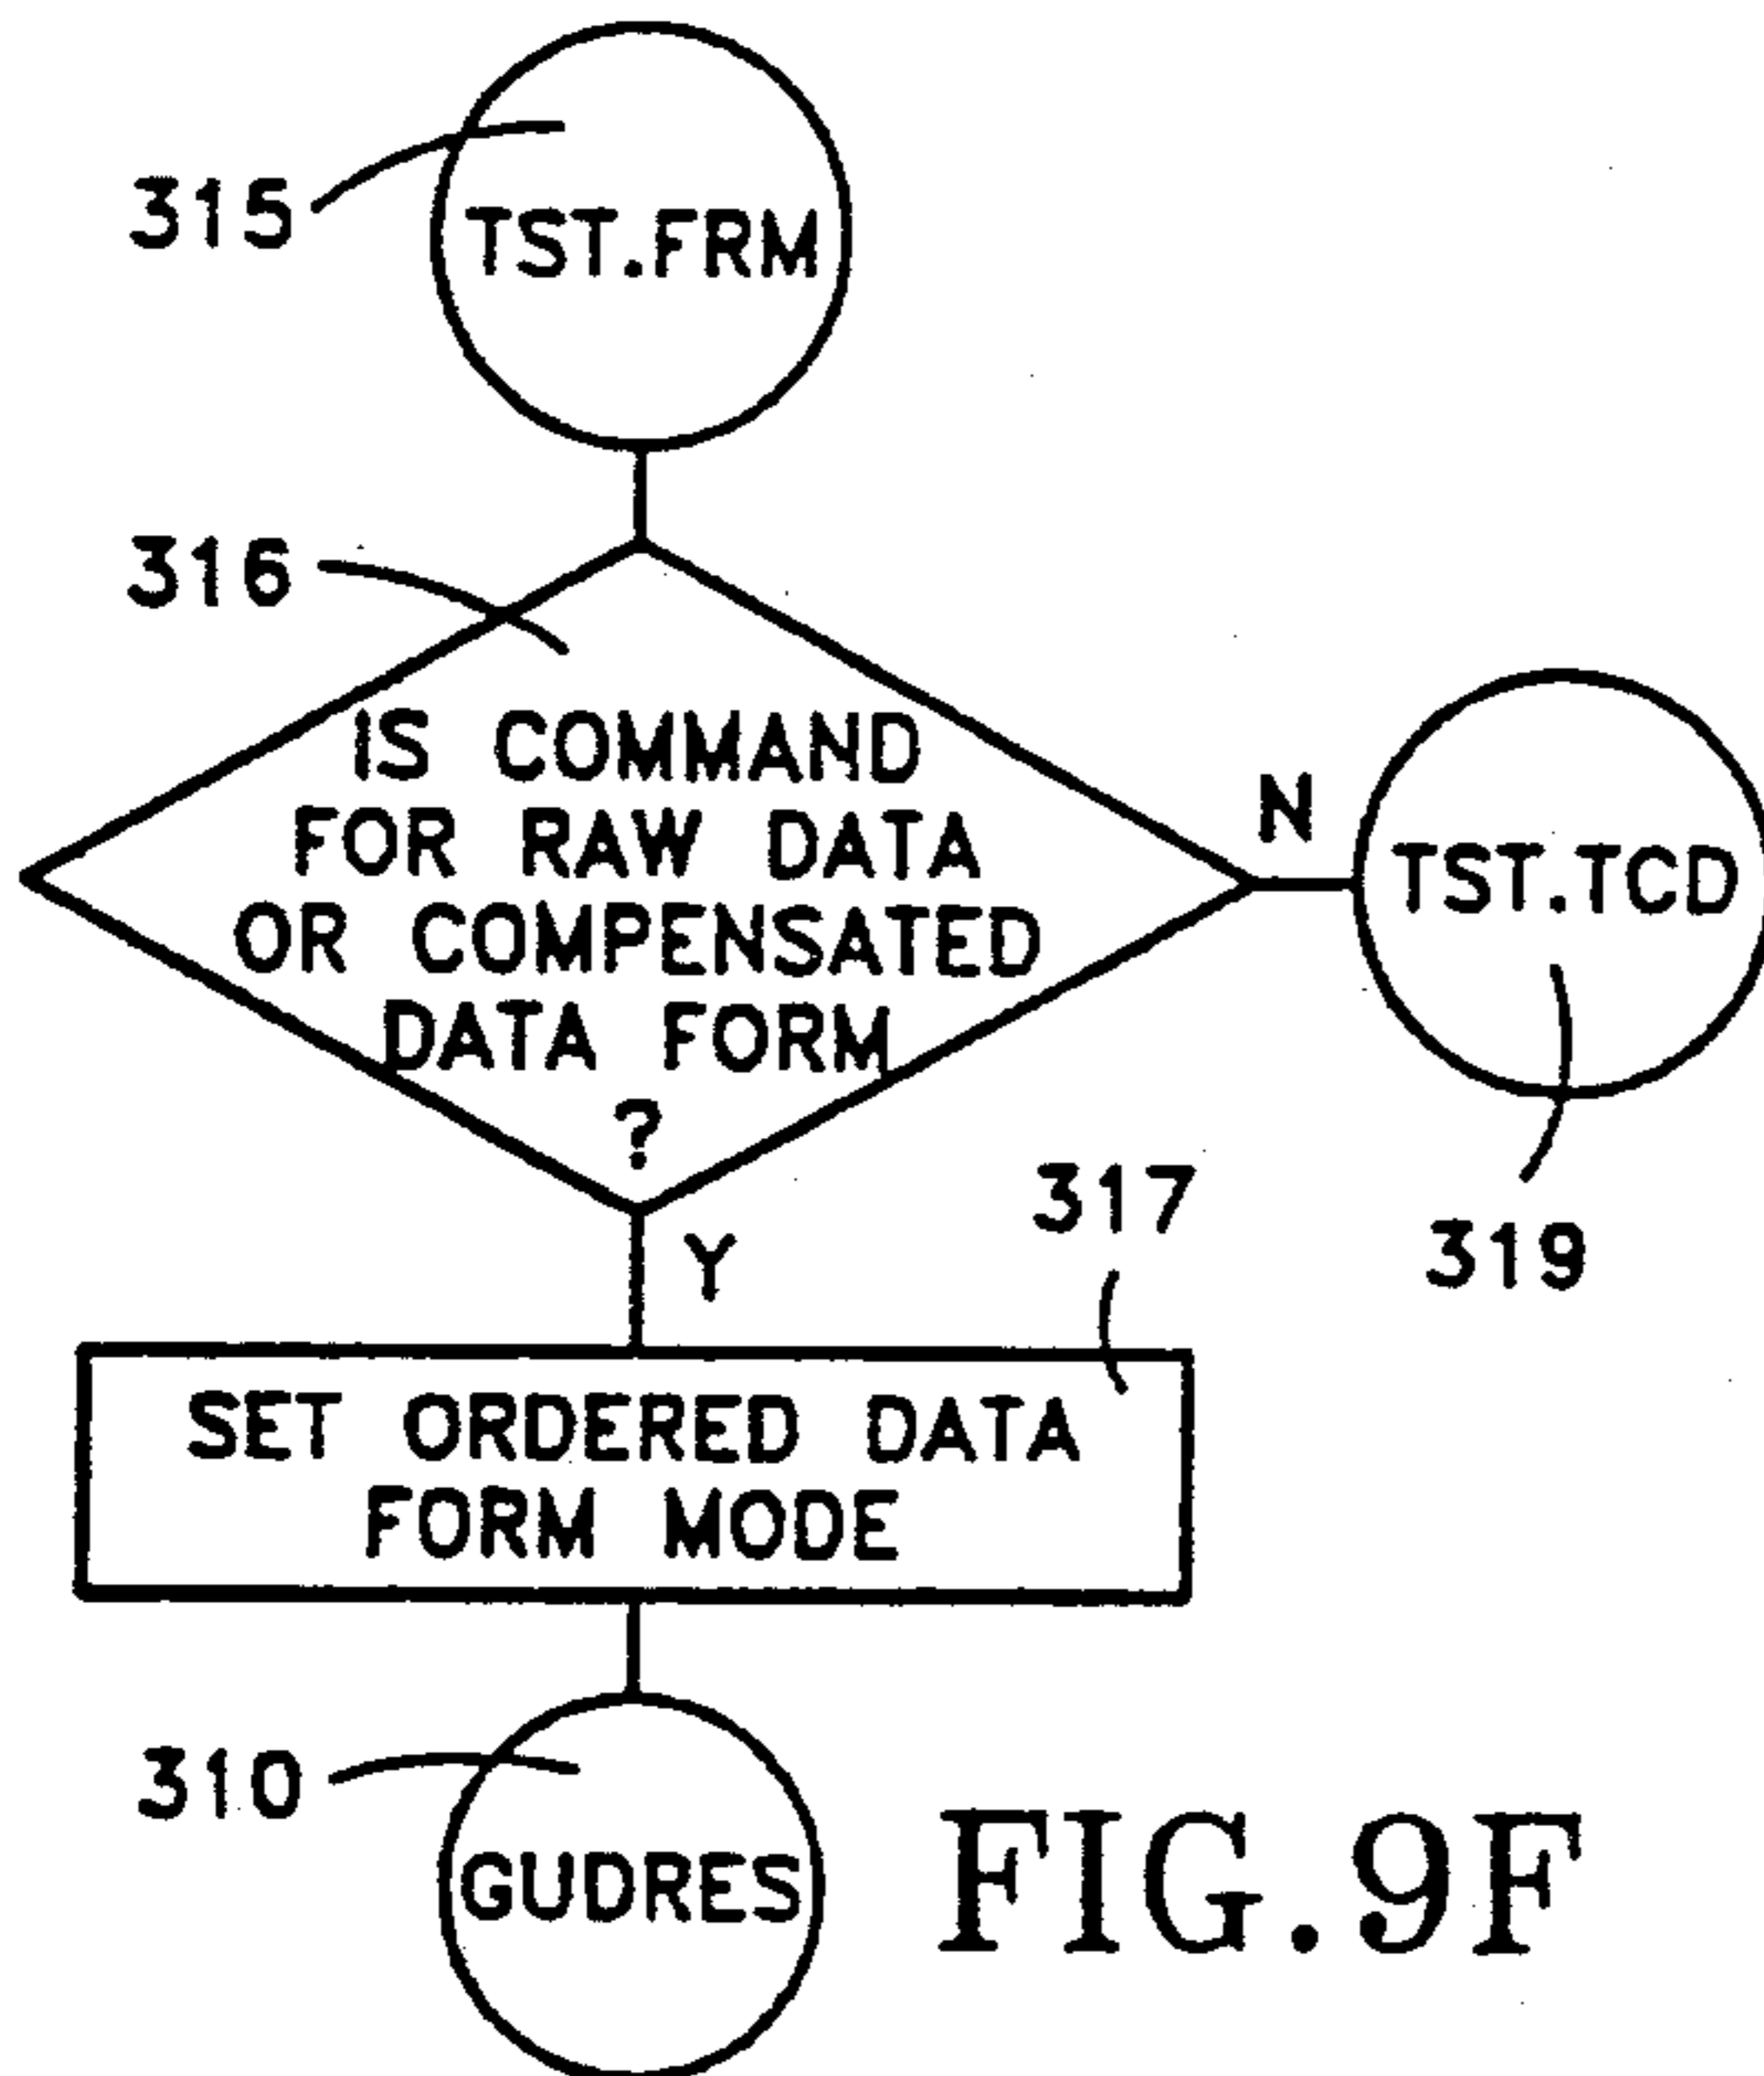 315
TST.FRM
316
IS COMMAND
FOR RAW DATA
OR COMPENSATED
DATA FORM
?
N
TST.TCD
319
Y
317
SET ORDERED DATA
FORM MODE
310
GUDRES
FIG.9F